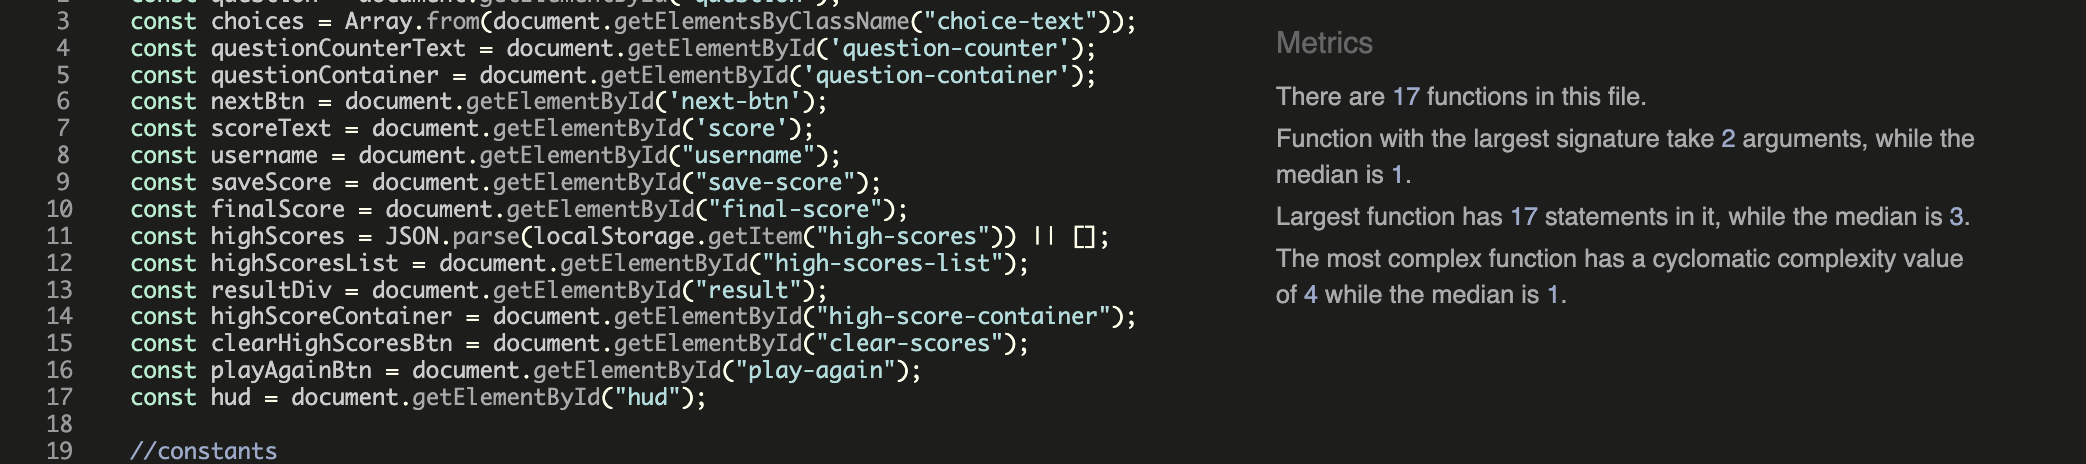 2 const question = document.getElementById("question");
3 const choices = Array.from(document.getElementsByClassName("choice-text"));
4 const questionCounterText = document.getElementById('question-counter');
5 const questionContainer = document.getElementById('question-container');
6 const nextBtn = document.getElementById('next-btn');
7 const scoreText = document.getElementById('score');
8 const username = document.getElementById("username");
9 const saveScore = document.getElementById("save-score");
10 const finalScore = document.getElementById("final-score");
11 const highScores = JSON.parse(localStorage.getItem("high-scores")) || [];
12 const highScoresList = document.getElementById("high-scores-list");
13 const resultDiv = document.getElementById("result");
14 const highScoreContainer = document.getElementById("high-score-container");
15 const clearHighScoresBtn = document.getElementById("clear-scores");
16 const playAgainBtn = document.getElementById("play-again");
17 const hud = document.getElementById("hud");
18
19 //constants
Metrics
There are 17 functions in this file.
Function with the largest signature take 2 arguments, while the
median is 1.
Largest function has 17 statements in it, while the median is 3.
The most complex function has a cyclomatic complexity value
of 4 while the median is 1.